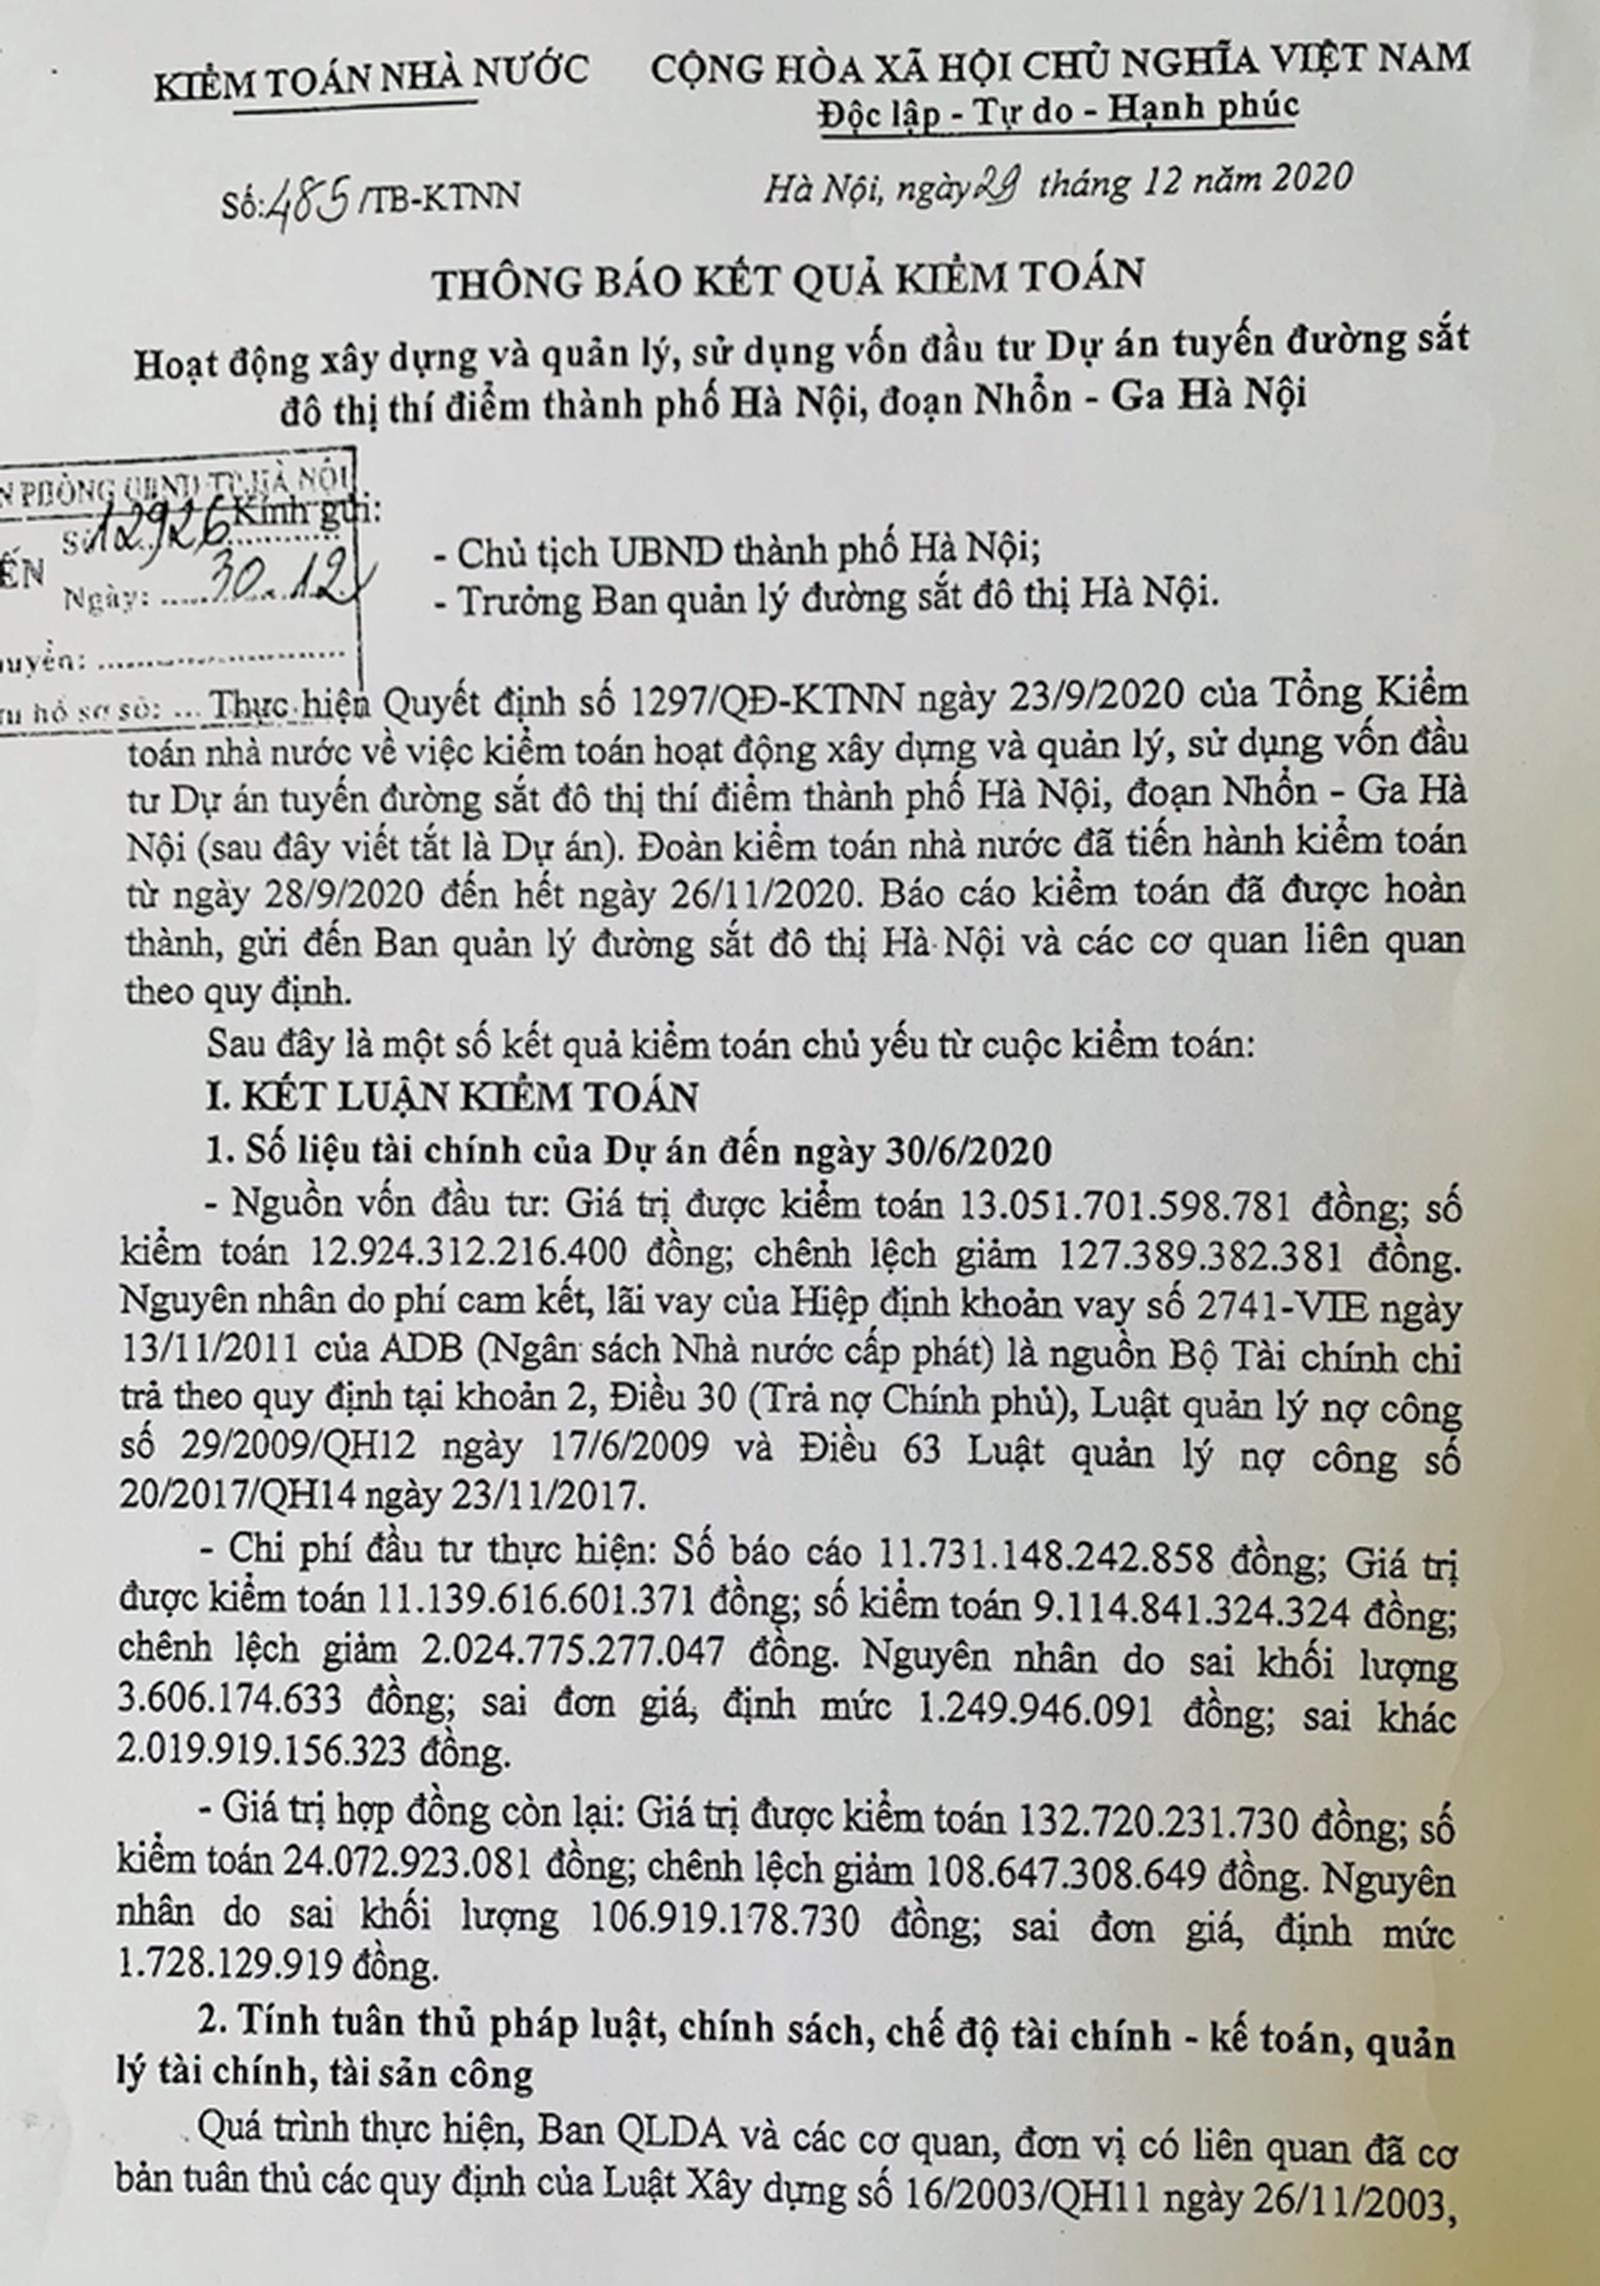 KIỂM TOÁN NHÀ NƯỚC
CỘNG HÒA XÃ HỘI CHỦ NGHĨA VIỆT NAM
Độc lập - Tự do - Hạnh phúc
Số: 485/TB-KTNN
Hà Nội, ngày 29 tháng 12 năm 2020
THÔNG BÁO KẾT QUẢ KIỂM TOÁN
Hoạt động xây dựng và quản lý, sử dụng vốn đầu tư Dự án tuyến đường sắt
đô thị thí điểm thành phố Hà Nội, đoạn Nhổn - Ga Hà Nội
N PHÒNG UBND TP.HÀ NỘI
Số 12926
ẾN
Ngày: ......30.12
uyển: ..............................
u hồ sơ số: ...
Kính gửi:
- Chủ tịch UBND thành phố Hà Nội;
- Trưởng Ban quản lý đường sắt đô thị Hà Nội.
Thực hiện Quyết định số 1297/QĐ-KTNN ngày 23/9/2020 của Tổng Kiểm
toán nhà nước về việc kiểm toán hoạt động xây dựng và quản lý, sử dụng vốn đầu
tư Dự án tuyến đường sắt đô thị thí điểm thành phố Hà Nội, đoạn Nhổn - Ga Hà
Nội (sau đây viết tắt là Dự án). Đoàn kiểm toán nhà nước đã tiến hành kiểm toán
từ ngày 28/9/2020 đến hết ngày 26/11/2020. Báo cáo kiểm toán đã được hoàn
thành, gửi đến Ban quản lý đường sắt đô thị Hà Nội và các cơ quan liên quan
theo quy định.
Sau đây là một số kết quả kiểm toán chủ yếu từ cuộc kiểm toán:
I. KẾT LUẬN KIỂM TOÁN
1. Số liệu tài chính của Dự án đến ngày 30/6/2020
- Nguồn vốn đầu tư: Giá trị được kiểm toán 13.051.701.598.781 đồng; số
kiểm toán 12.924.312.216.400 đồng; chênh lệch giảm 127.389.382.381 đồng.
Nguyên nhân do phí cam kết, lãi vay của Hiệp định khoản vay số 2741-VIE ngày
13/11/2011 của ADB (Ngân sách Nhà nước cấp phát) là nguồn Bộ Tài chính chi
trả theo quy định tại khoản 2, Điều 30 (Trả nợ Chính phủ), Luật quản lý nợ công
số 29/2009/QH12 ngày 17/6/2009 và Điều 63 Luật quản lý nợ công số
20/2017/QH14 ngày 23/11/2017.
- Chi phí đầu tư thực hiện: Số báo cáo 11.731.148.242.858 đồng; Giá trị
được kiểm toán 11.139.616.601.371 đồng; số kiểm toán 9.114.841.324.324 đồng;
chênh lệch giảm 2.024.775.277.047 đồng. Nguyên nhân do sai khối lượng
3.606.174.633 đồng; sai đơn giá, định mức 1.249.946.091 đồng; sai khác
2.019.919.156.323 đồng.
- Giá trị hợp đồng còn lại: Giá trị được kiểm toán 132.720.231.730 đồng; số
kiểm toán 24.072.923.081 đồng; chênh lệch giảm 108.647.308.649 đồng. Nguyên
nhân do sai khối lượng 106.919.178.730 đồng; sai đơn giá, định mức
1.728.129.919 đồng.
2. Tính tuân thủ pháp luật, chính sách, chế độ tài chính - kế toán, quản
lý tài chính, tài sản công
Quá trình thực hiện, Ban QLDA và các cơ quan, đơn vị có liên quan đã cơ
bản tuân thủ các quy định của Luật Xây dựng số 16/2003/QH11 ngày 26/11/2003,